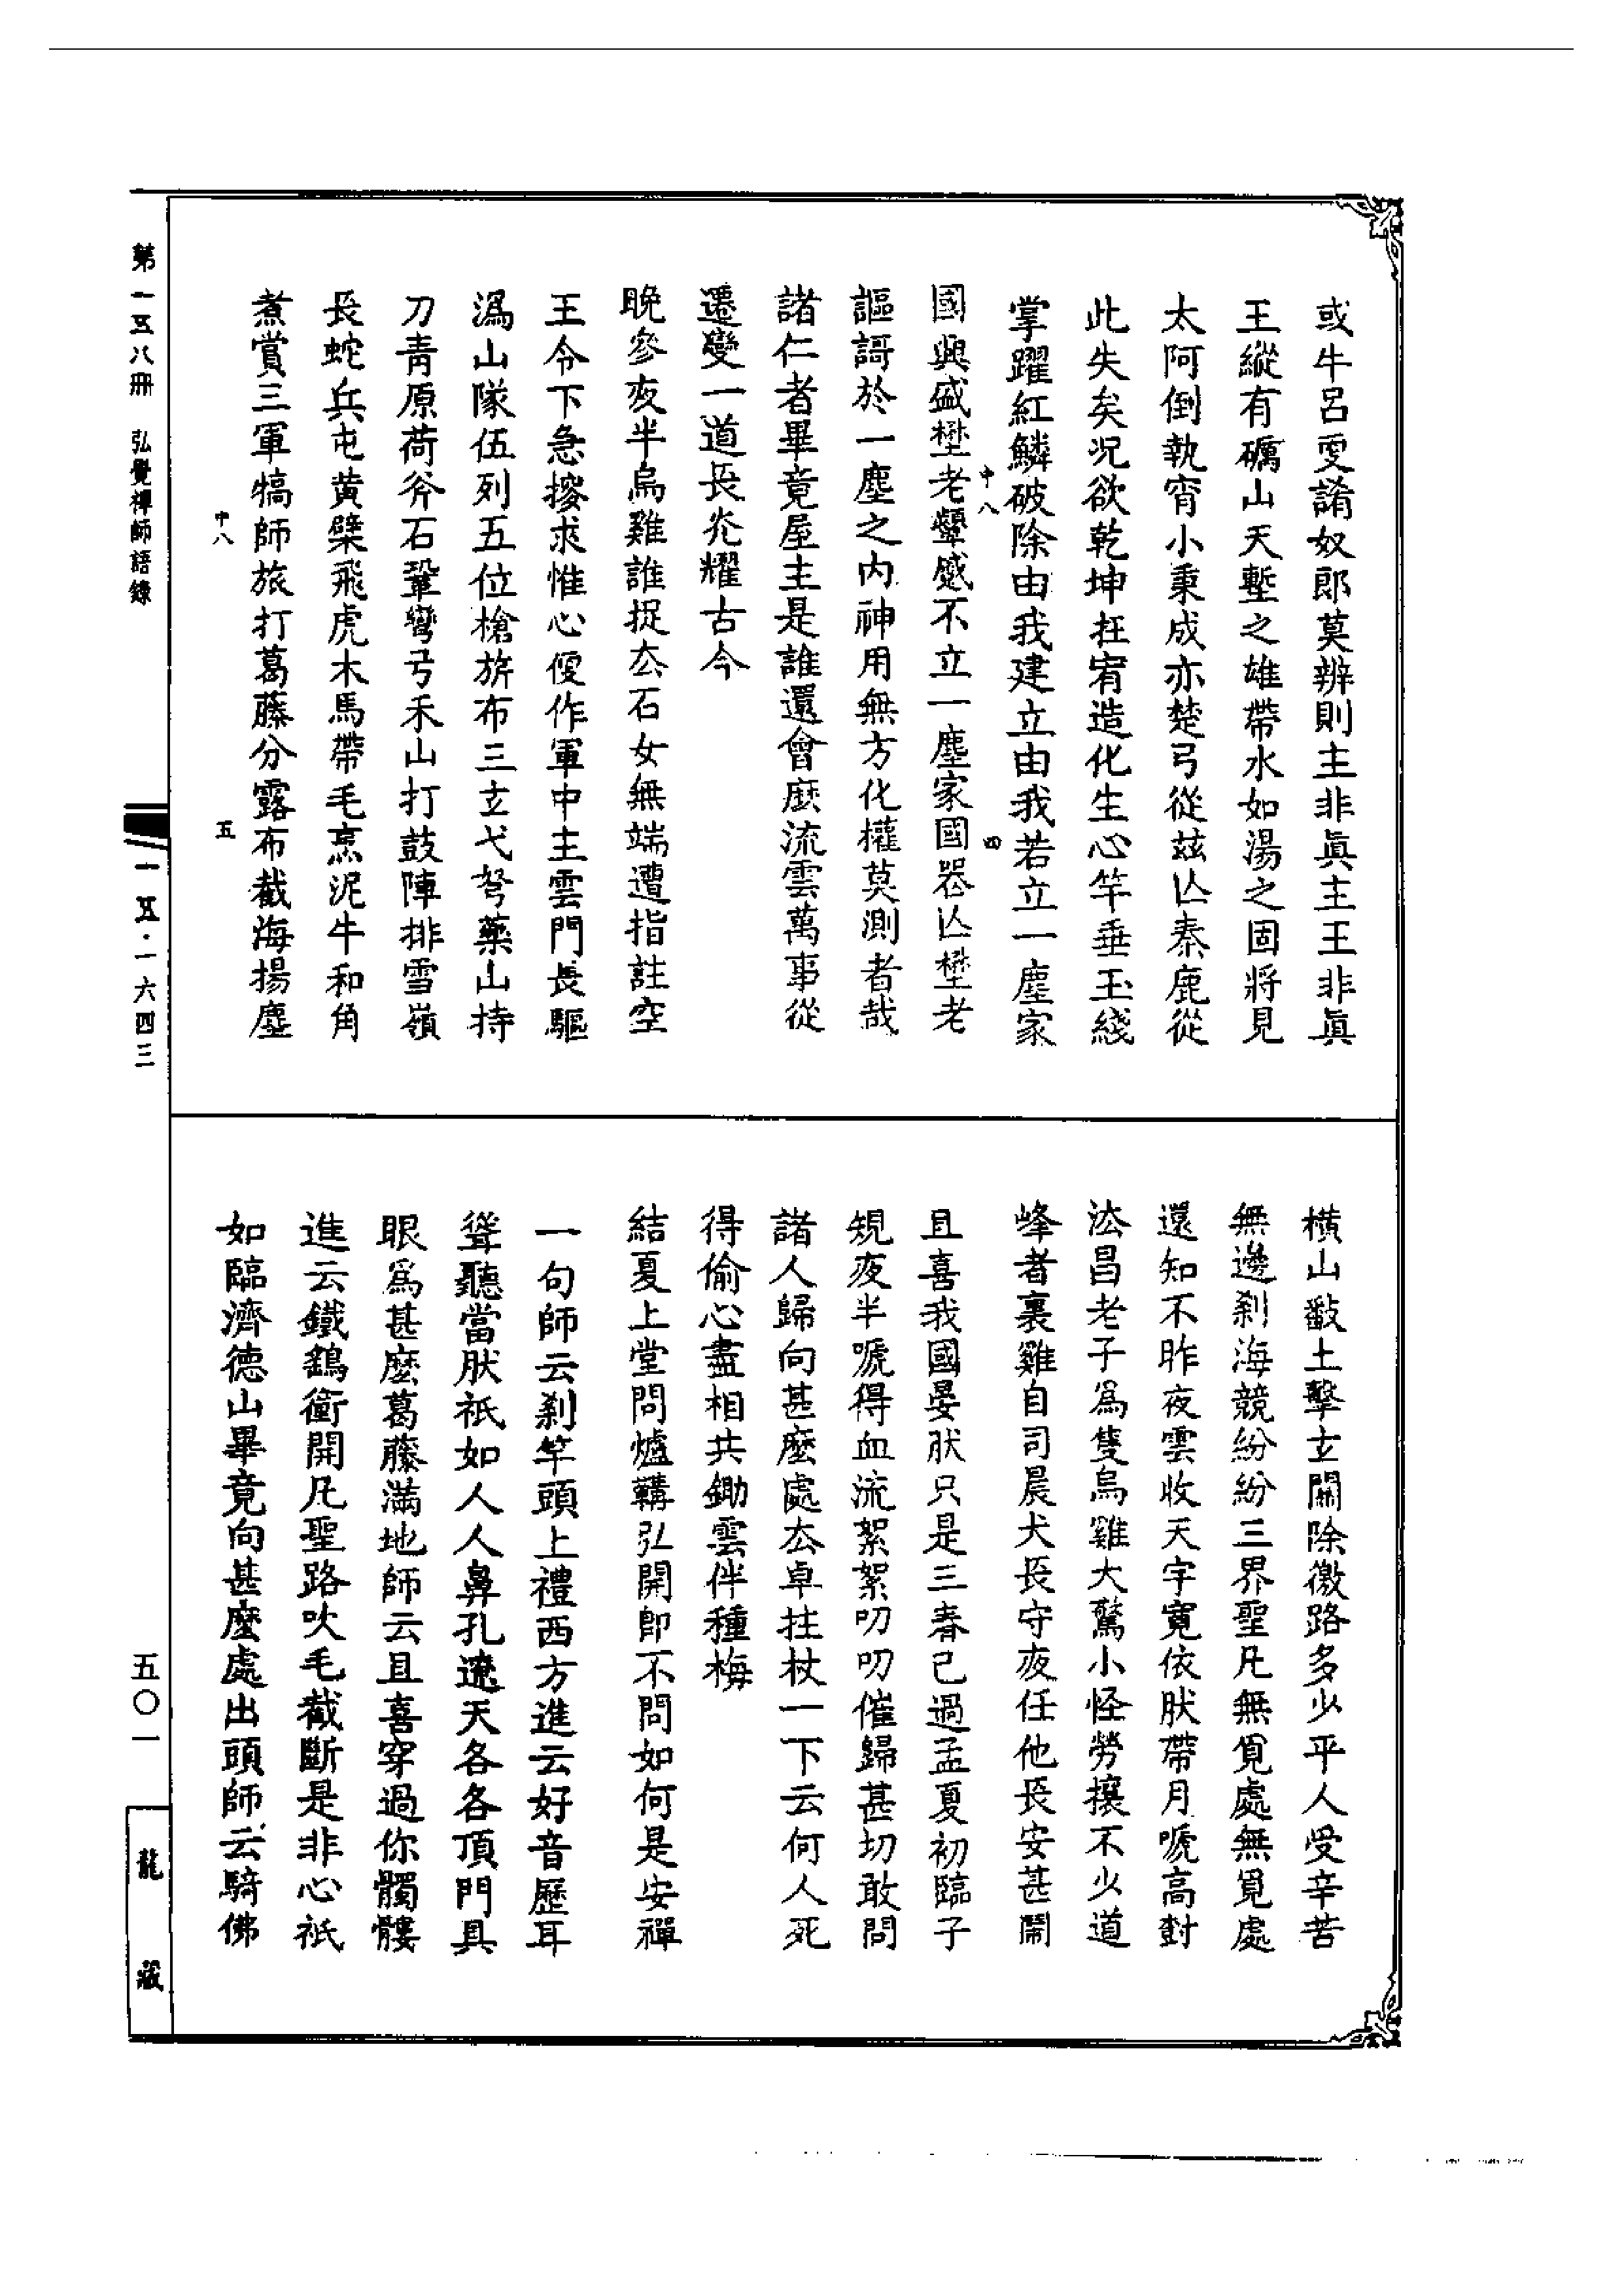 或牛呂㪅誵奴郎莫辨則主非眞主王非眞
王縱有礪山天塹之雄帶水如湯之固將見
太阿倒執宵小秉成亦楚弓從玆亾秦鹿從
此失矣况欲乾坤在宥造化生心竿垂玉綫
掌躍紅鱗破除由我建立由我若立一塵家
中八 四
國興盛埜老顰蹙不立一塵家國噐亾埜老
謳謌於一塵之内神用無方化權莫測者哉
諸仁者畢竟屋主是誰還會麽流雲萬事從
遷變一道長灮耀古今
晚參夜半烏雞誰捉厺石女無端遭指註空
王令下急搜求惟心便作軍中主雲門長驅
潙山隊伍列五位槍旂布三玄弋弩藥山持
刀青原荷斧石鞏彎弓禾山打鼓陣排雪嶺
長蛇兵屯黄檗飛虎木馬帶毛烹泥牛和角
煮賞三軍犒師旅打葛藤分露布截海揚塵
中八 五
橫山㪇土擊玄關除徼路多少平人受辛苦
無邊刹海競紛紛三界聖凡無覓處無覓處
還知不昨夜雲收天宇寬依肰帶月嗁高對
㳒昌老子爲隻烏雞大驚小怪勞攘不少道
峰者裏雞自司晨犬長守夜任他長安甚鬧
且喜我國晏肰只是三春已過孟夏初臨子
規夜半嗁得血流絮絮叨叨催歸甚切敢問
諸人歸向甚麽處厺卓拄杖一下云何人死
得偷心盡相共鋤雲伴種梅
結夏上堂問爐鞲弘開卽不問如何是安禪
一句師云刹竿頭上禮西方進云好音歷耳
聳聽當肰祇如人人鼻孔遼天各各頂門具
眼爲甚麽葛藤滿地師云且喜穿過你髑髏
進云鐵鷂衝開凡聖路吹毛截斷是非心祇
如臨濟德山畢竟向甚麽處出頭師云騎佛
第一五八冊 弘覺禪師語錄
一五·一六四三
五〇一
龍藏